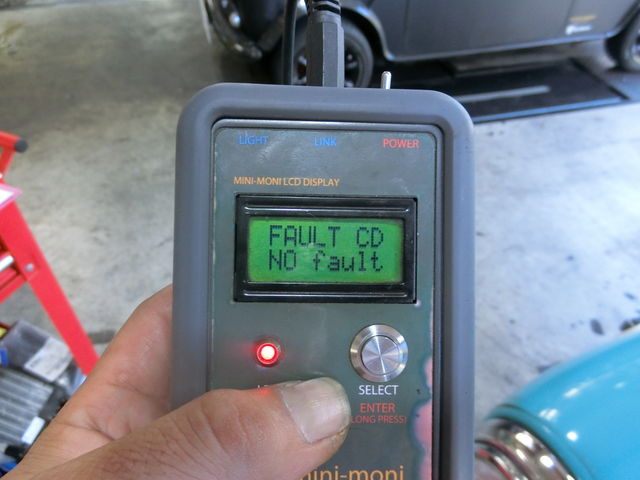 LIGHT LINK POWER
MINI-MONI LCD DISPLAY
FAULT CD
NO fault
SELECT
ENTER
LONG PRESS)
mini-moni